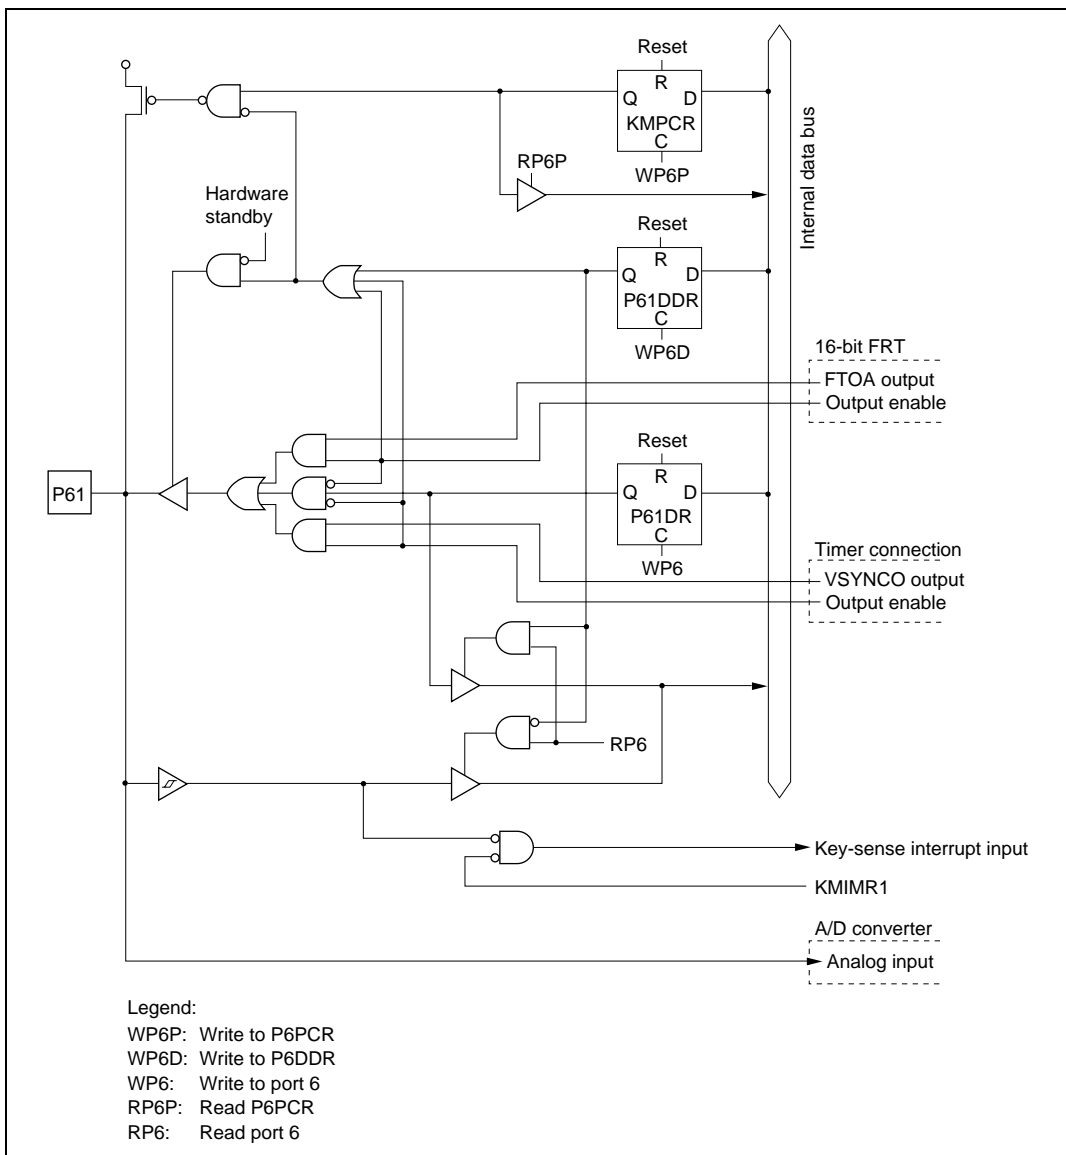 Reset
R
Q D
KMPCR
C
WP6P
RP6P
Internal data bus
Hardware
standby
Reset
R
Q D
P61DDR
C
WP6D
16-bit FRT
FTOA output
Output enable
Reset
R
Q D
P61DR
C
WP6
P61
Timer connection
VSYNCO output
Output enable
RP6
Key-sense interrupt input
KMIMR1
A/D converter
Analog input
Legend:
WP6P: Write to P6PCR
WP6D: Write to P6DDR
WP6: Write to port 6
RP6P: Read P6PCR
RP6: Read port 6